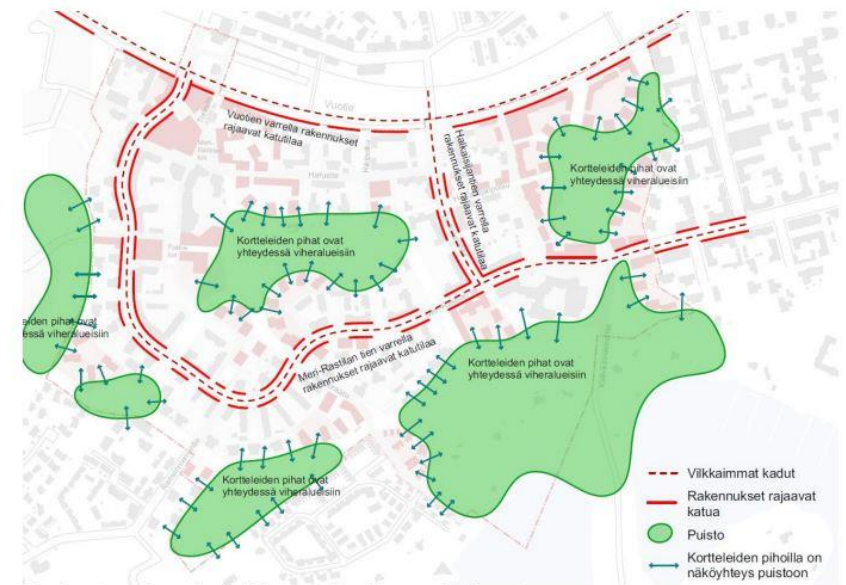 Vuotie
Vuotien varrella rakennukset
rajaavat katutilaa
Haikaisijantien varrella
rakennukset rajaavat katutilaa
Kortteleiden pihat ovat
yhteydessä viheralueisiin
Kortteleiden pihat ovat
yhteydessä viheralueisiin
eiden pihat ovat
essä viheralueisiin
Meri-Rastilan tien varrella
rakennukset rajaavat katutilaa
Kortteleiden pihat ovat
yhteydessä viheralueisiin
Kortteleiden pihat ovat
yhteydessä viheralueisiin
Vilkkaimmat kadut
Rakennukset rajaavat
katua
Puisto
Kortteleiden pihoilla on
näköyhteys puistoon